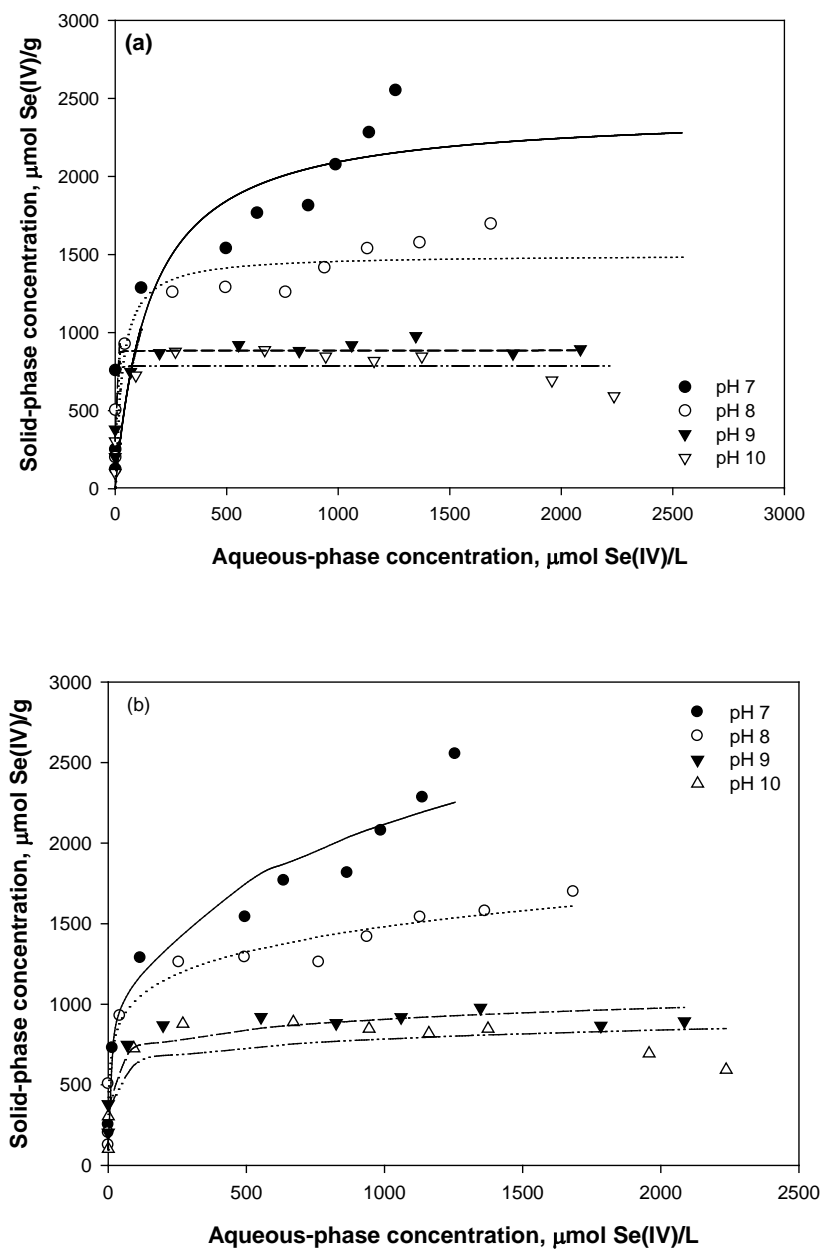 (a)
Solid-phase concentration, μmol Se(IV)/g
3000
2500
2000
1500
1000
500
0
pH 7
pH 8
pH 9
pH 10
0 500 1000 1500 2000 2500 3000
Aqueous-phase concentration, μmol Se(IV)/L
(b)
Solid-phase concentration, μmol Se(IV)/g
3000
2500
2000
1500
1000
500
0
pH 7
pH 8
pH 9
pH 10
0 500 1000 1500 2000 2500
Aqueous-phase concentration, μmol Se(IV)/L